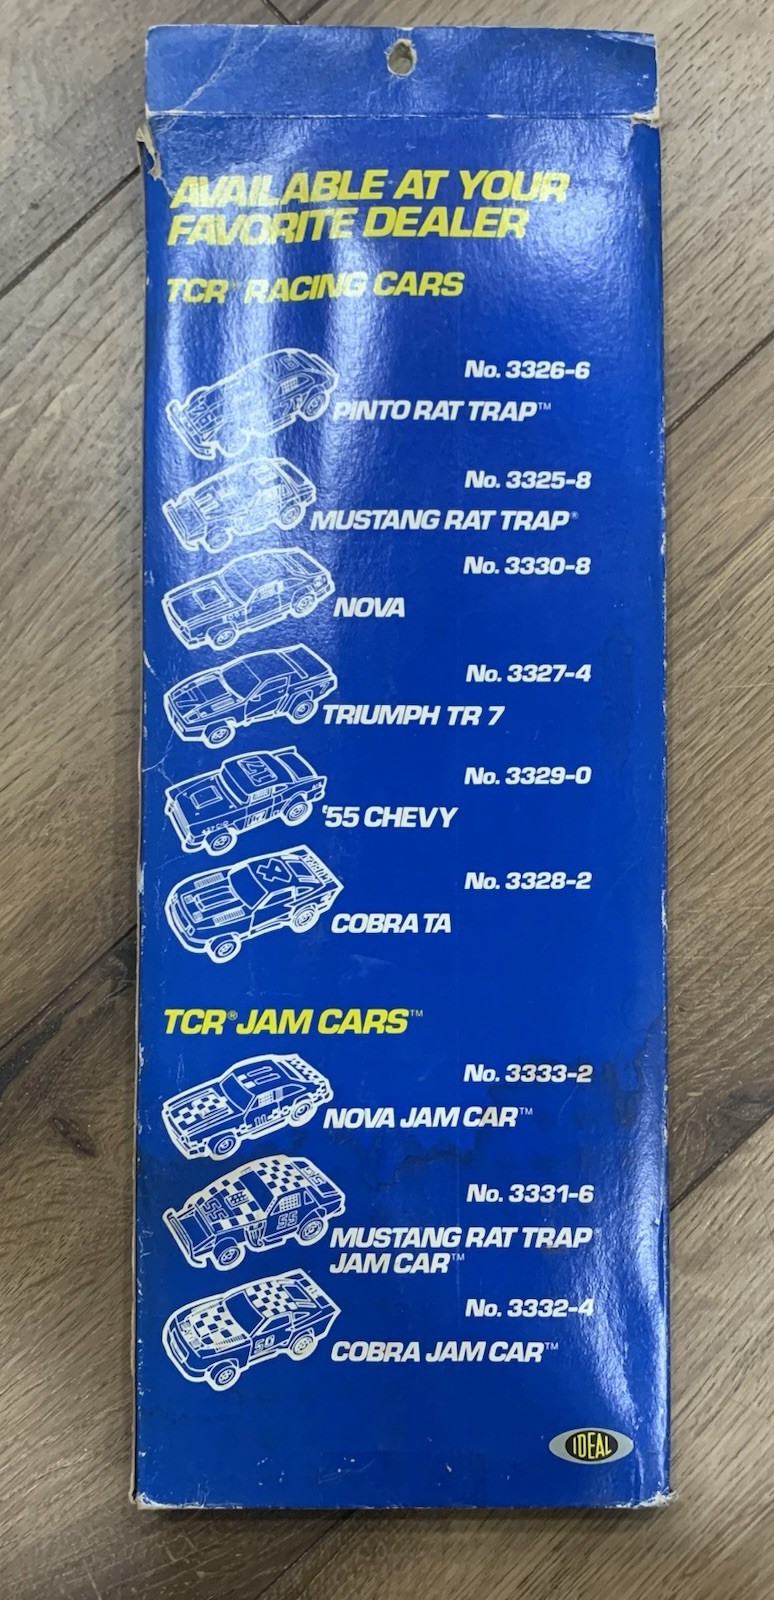 AVAILABLE AT YOUR
FAVORITE DEALER
TCR® RACING CARS
No. 3326-6
PINTO RAT TRAP™
No. 3325-8
MUSTANG RAT TRAP®
No. 3330-8
NOVA
No. 3327-4
TRIUMPH TR 7
No. 3329-0
'55 CHEVY
No. 3328-2
COBRA TA
TCR® JAM CARS™
No. 3333-2
NOVA JAM CAR™
No. 3331-6
MUSTANG RAT TRAP
JAM CAR™
No. 3332-4
COBRA JAM CAR™
IDEAL